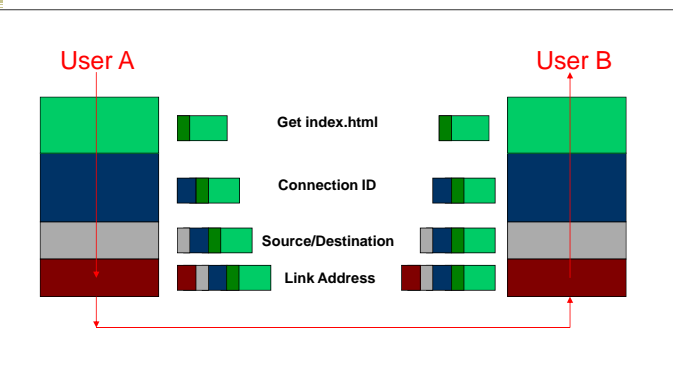 User A
User B
Get index.html
Connection ID
Source/Destination
Link Address